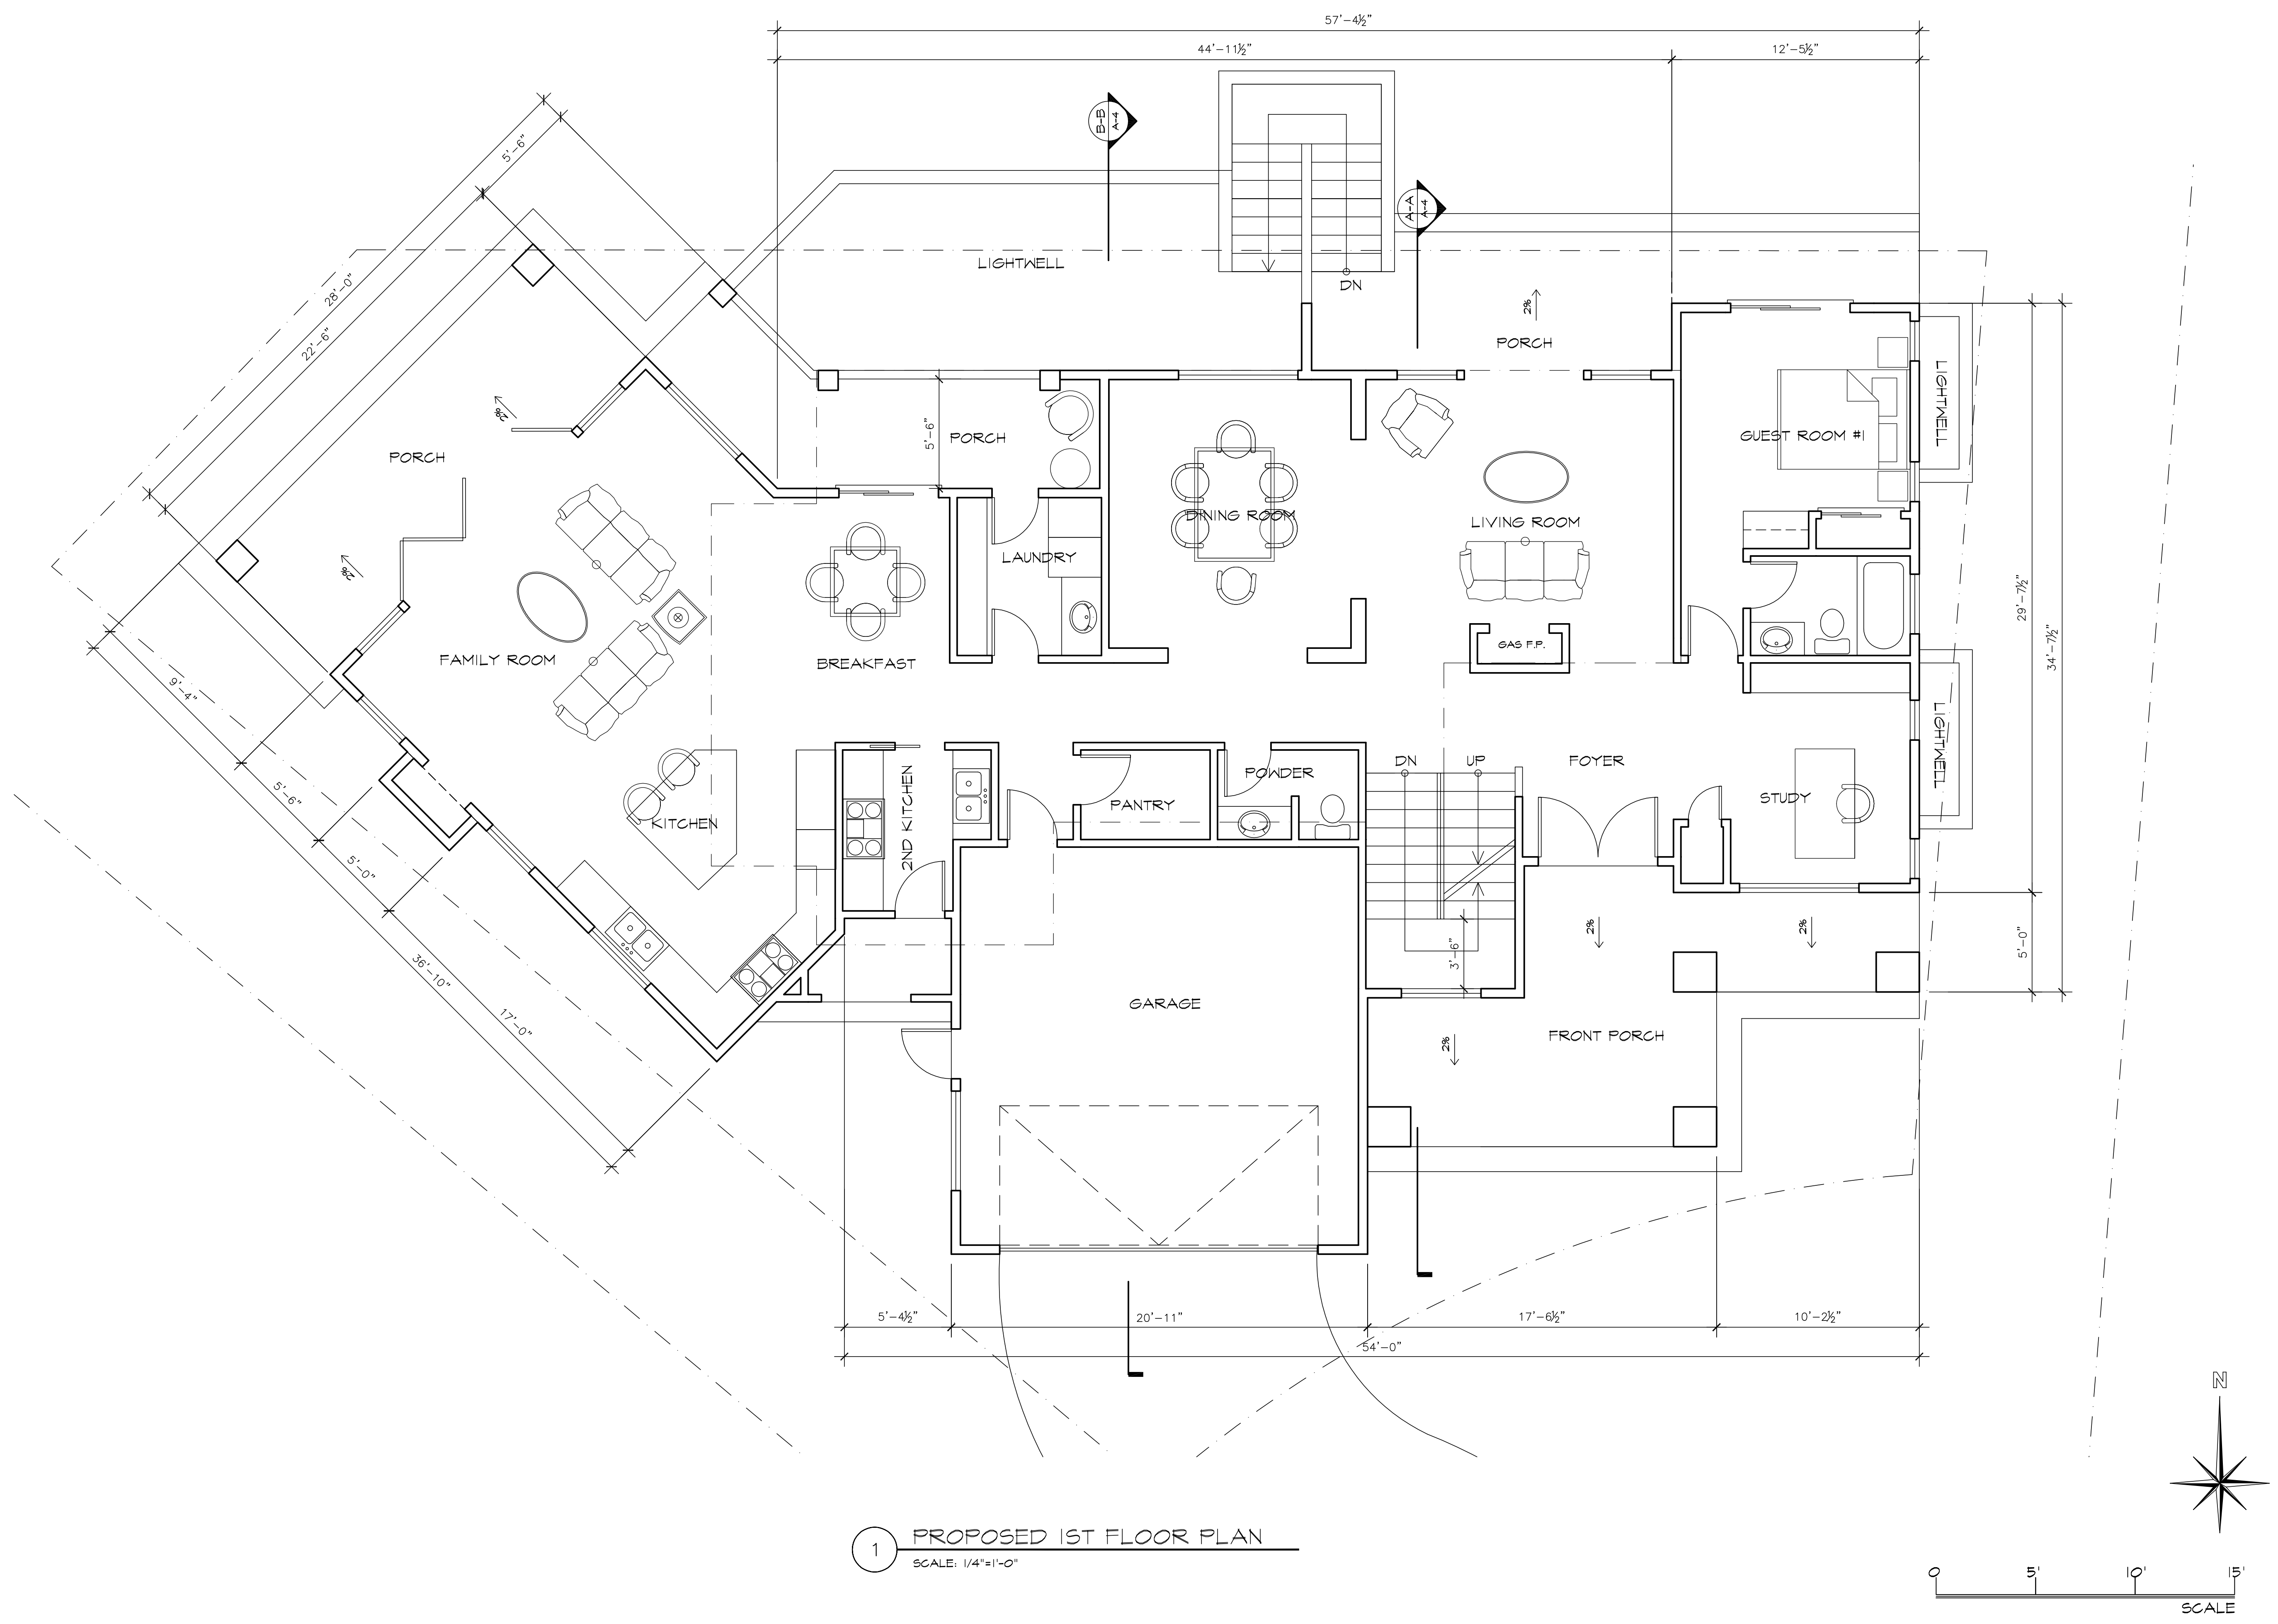 57'-4½"
44'-11½"
12'-5½"
5'-6"
B-B
A-4
A-A
A-4
28'-0"
22'-6"
LIGHTWELL
DN
2%
PORCH
LIGHTWELL
2%
PORCH
5'-6"
PORCH
GUEST ROOM #1
DINING ROOM
LIVING ROOM
2%
LAUNDRY
29'-7½"
34'-7½"
FAMILY ROOM
BREAKFAST
GAS F.P.
9'-4"
LIGHTWELL
5'-6"
DN
UP
FOYER
POWDER
2ND KITCHEN
PANTRY
STUDY
KITCHEN
5'-0"
2%
2%
5'-0"
36'-10"
3'-6"
17'-0"
GARAGE
2%
FRONT PORCH
5'-4½"
20'-11"
17'-6½"
10'-2½"
54'-0"
N
1
PROPOSED 1ST FLOOR PLAN
SCALE: 1/4"=1'-0"
0 5' 10' 15'
SCALE